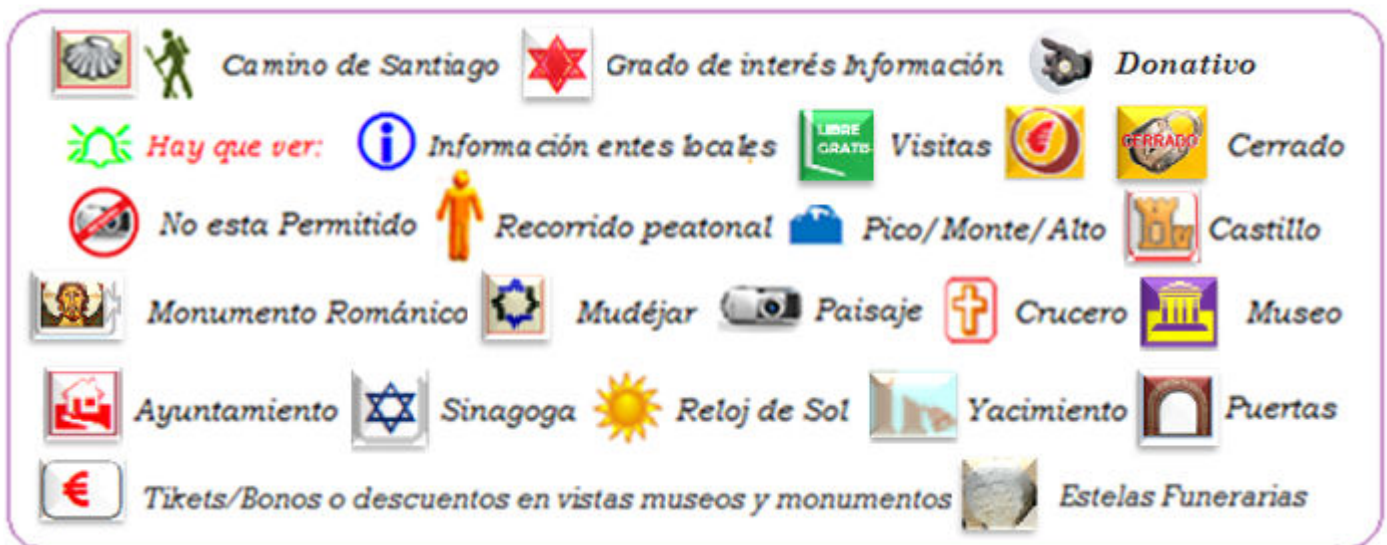 Camino de Santiago Grado de interés Información Donativo
Hay que ver: Información entes locales LIBRE GRATIS Visitas € CERRADO Cerrado
No esta Permitido Recorrido peatonal Pico/Monte/Alto Castillo
Monumento Románico Mudéjar Paisaje Crucero Museo
Ayuntamiento Sinagoga Reloj de Sol Yacimiento Puertas
€ Tikets/Bonos o descuentos en vistas museos y monumentos Estelas Funerarias